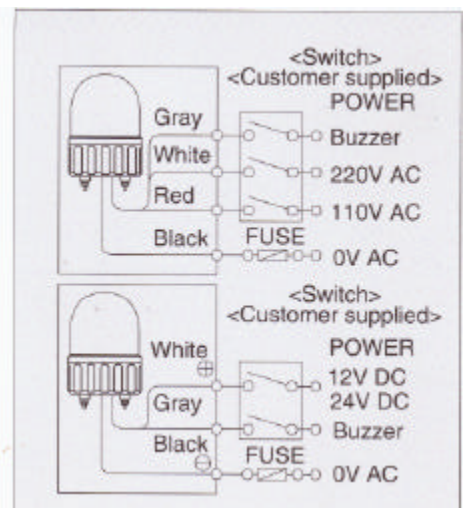 <Switch>
<Customer supplied>
POWER
Gray
Buzzer
White
220V AC
Red
110V AC
Black
FUSE
0V AC
<Switch>
<Customer supplied>
POWER
White ⊕
12V DC
24V DC
Gray
Buzzer
Black ⊖
FUSE
0V AC